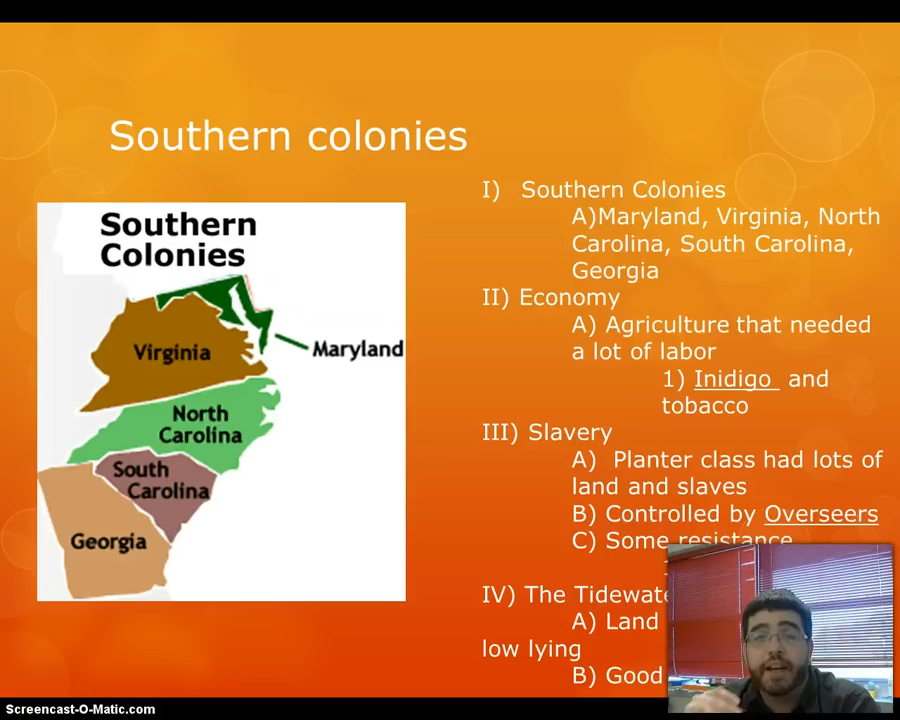 Southern colonies
Southern
Colonies
Virginia
Maryland
North
Carolina
South
Carolina
Georgia
I) Southern Colonies
A)Maryland, Virginia, North
Carolina, South Carolina,
Georgia
II) Economy
A) Agriculture that needed
a lot of labor
1) Inidigo and
tobacco
III) Slavery
A) Planter class had lots of
land and slaves
B) Controlled by Overseers
C) Some resistance
IV) The
A) Land
low lying
B) Good
Screencast-O-Matic.com